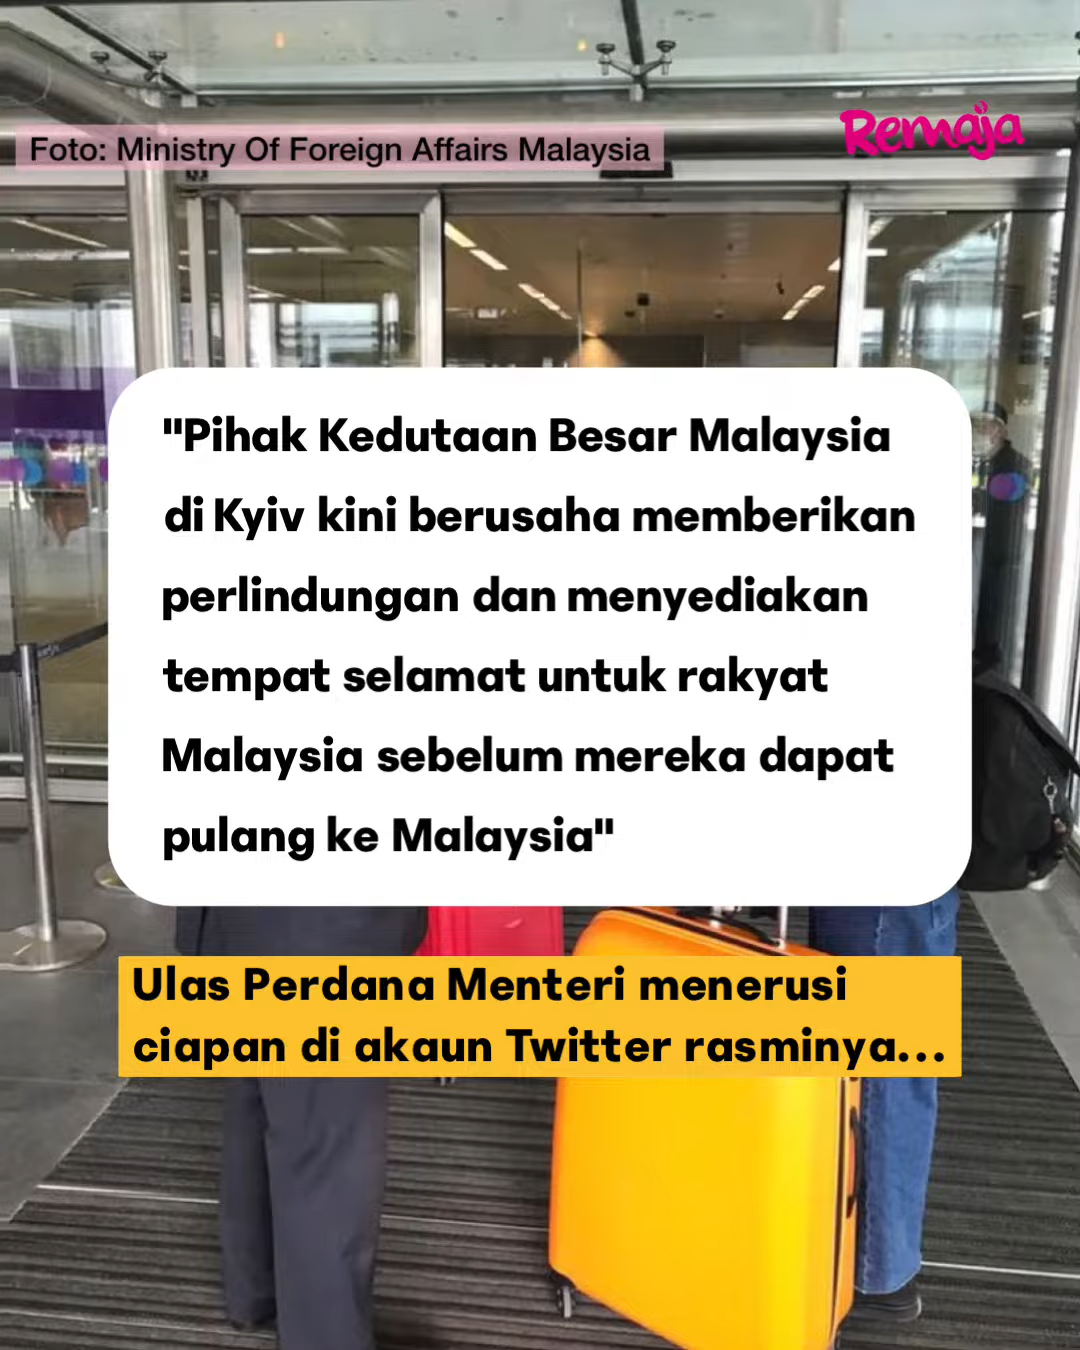 Foto: Ministry Of Foreign Affairs Malaysia
Remaja
"Pihak Kedutaan Besar Malaysia
di Kyiv kini berusaha memberikan
perlindungan dan menyediakan
tempat selamat untuk rakyat
Malaysia sebelum mereka dapat
pulang ke Malaysia"
Ulas Perdana Menteri menerusi
ciapan di akaun Twitter rasminya...